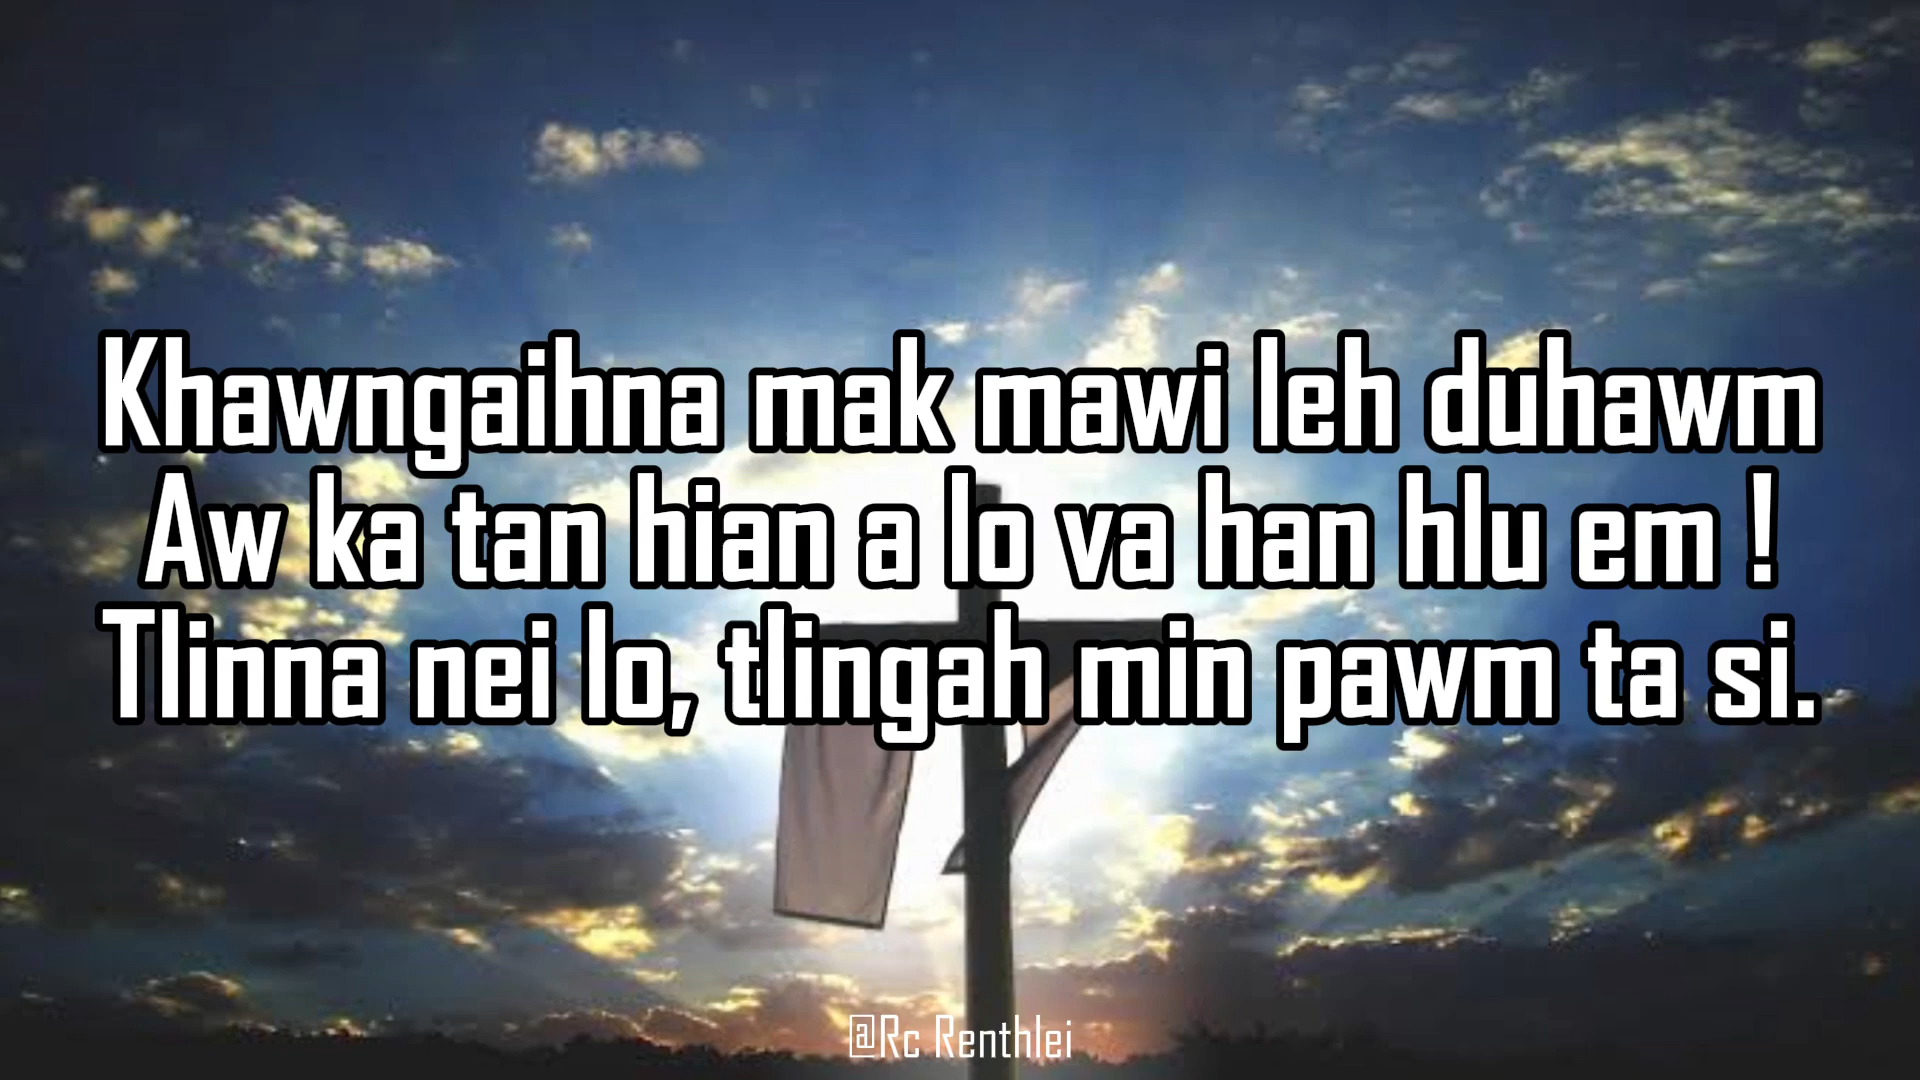 Khawngaihna mak mawi leh duhawm
Aw ka tan hian a lo va han hlu em !
Tlinna nei lo, tlingah min pawm ta si.
@Rc Renthlei